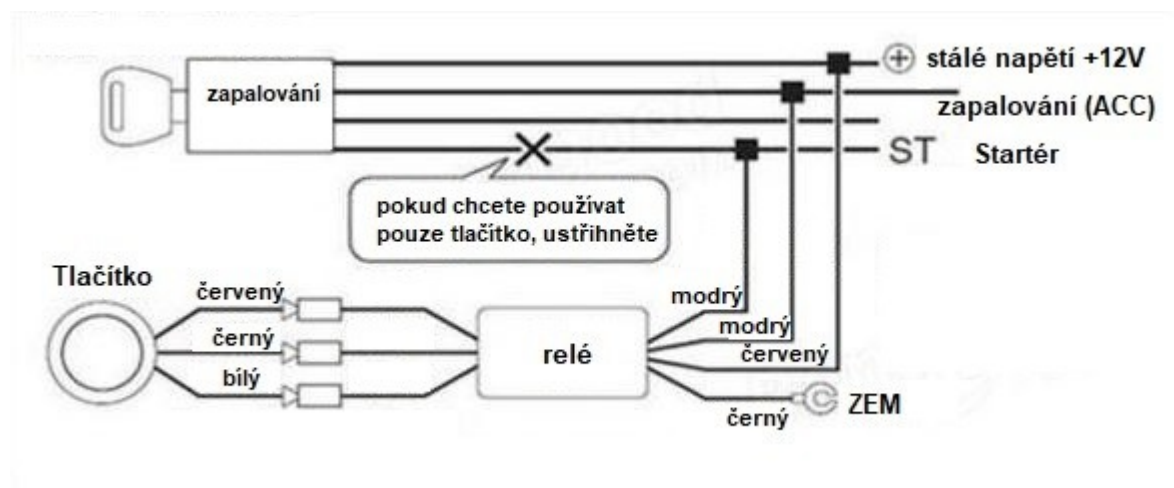 stálé napětí +12V
zapalování
zapalování (ACC)
ST Startér
pokud chcete používat
pouze tlačítko, ustřihněte
Tlačítko
červený
modrý
černý
modrý
relé
červený
bílý
černý
ZEM